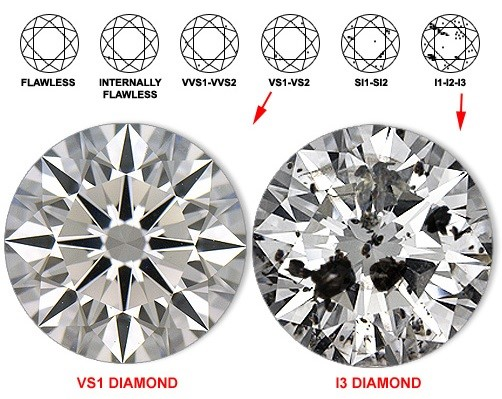 FLAWLESS
INTERNALLY
FLAWLESS
VVS1-VVS2
VS1-VS2
SI1-SI2
I1-I2-I3
VS1 DIAMOND
I3 DIAMOND